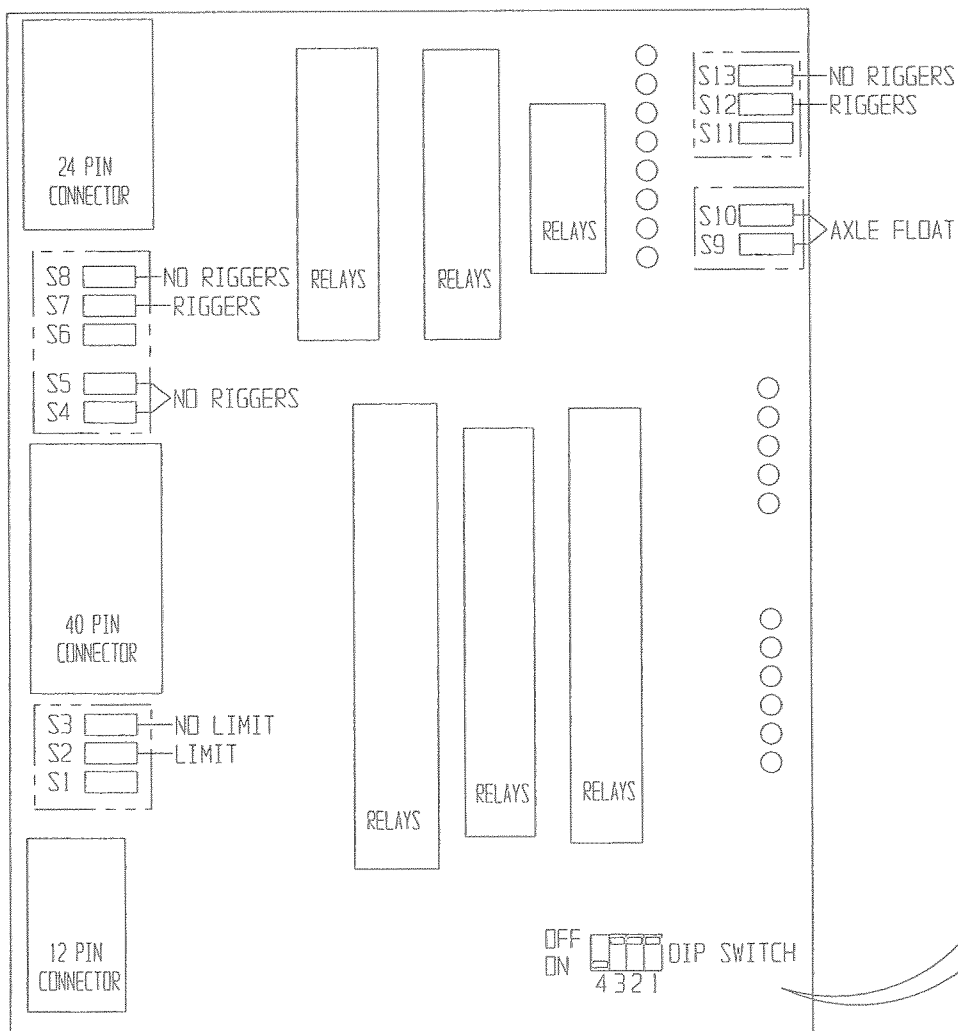 24 PIN
CONNECTOR
S8
NO RIGGERS
S7
RIGGERS
S6
S5
S4
NO RIGGERS
RELAYS
RELAYS
RELAYS
S13
NO RIGGERS
S12
RIGGERS
S11
S10
S9
AXLE FLOAT
40 PIN
CONNECTOR
S3
NO LIMIT
S2
LIMIT
S1
RELAYS
RELAYS
RELAYS
12 PIN
CONNECTOR
OFF
ON
4321
DIP SWITCH